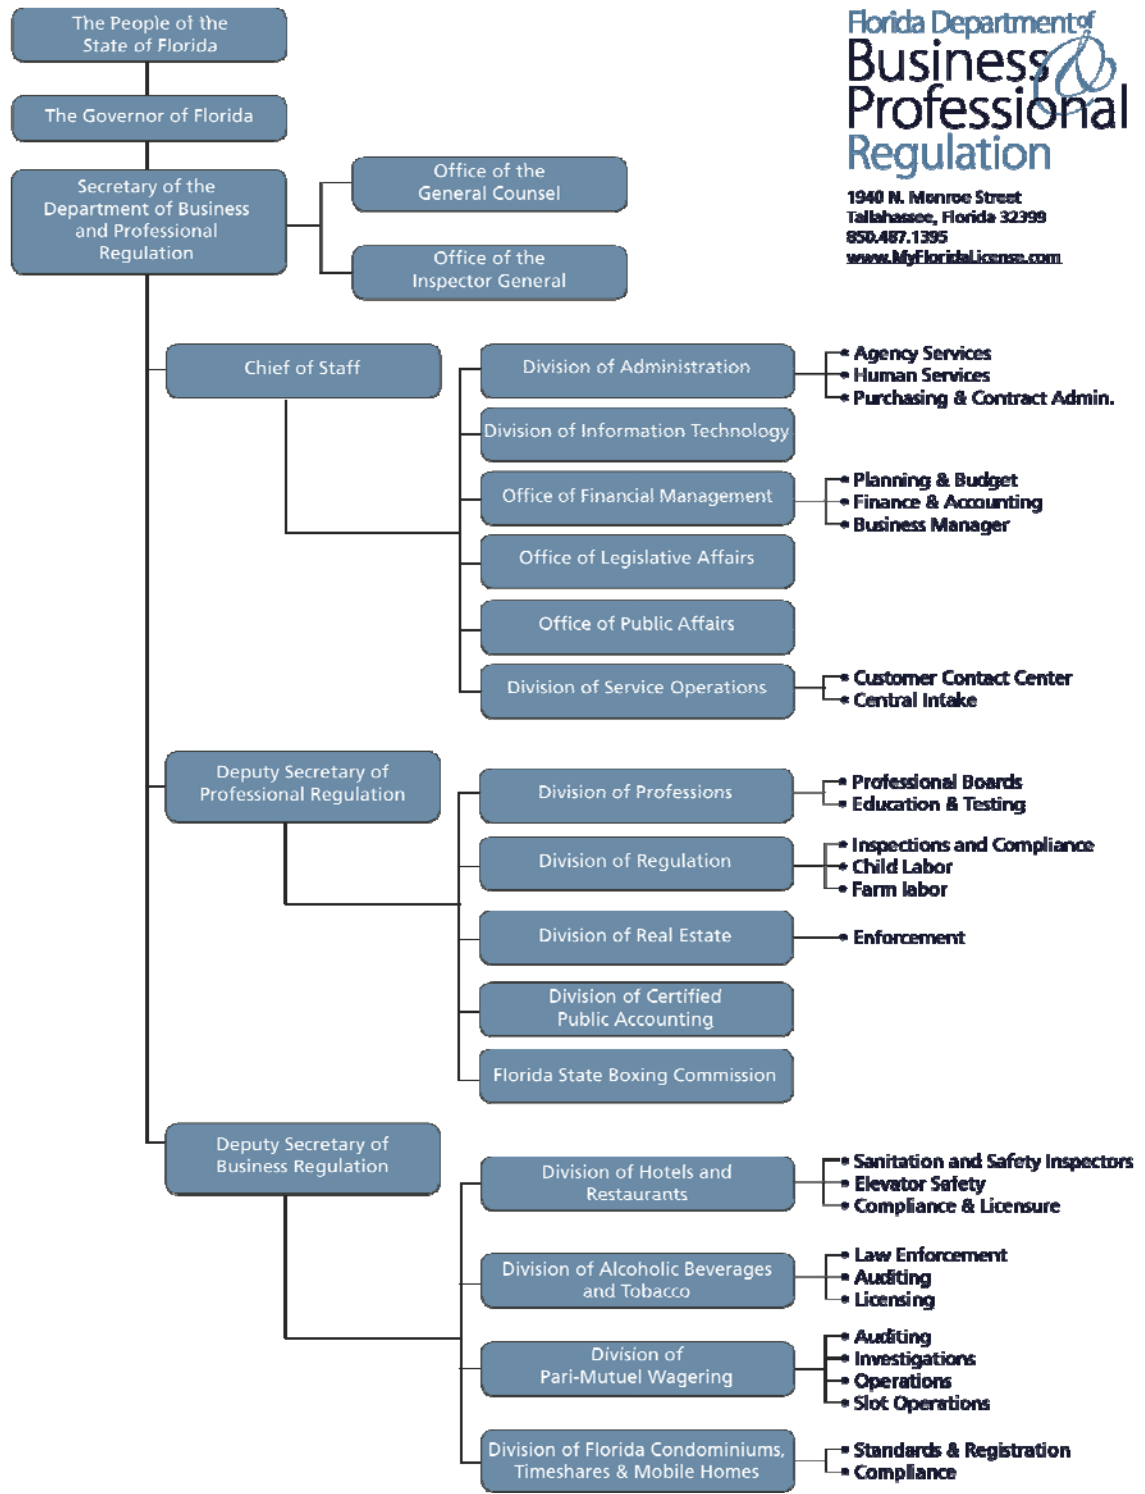 The People of the
State of Florida
The Governor of Florida
Secretary of the
Department of Business
and Professional
Regulation
Office of the
General Counsel
Office of the
Inspector General
Florida Department of
Business &
Professional
Regulation
1940 N. Monroe Street
Tallahassee, Florida 32399
850.487.1395
www.MyFloridaLicense.com
Chief of Staff
Division of Administration
• Agency Services
• Human Services
• Purchasing & Contract Admin.
Division of Information Technology
Office of Financial Management
• Planning & Budget
• Finance & Accounting
• Business Manager
Office of Legislative Affairs
Office of Public Affairs
Division of Service Operations
• Customer Contact Center
• Central Intake
Deputy Secretary of
Professional Regulation
Division of Professions
• Professional Boards
• Education & Testing
Division of Regulation
• Inspections and Compliance
• Child Labor
• Farm labor
Division of Real Estate
• Enforcement
Division of Certified
Public Accounting
Florida State Boxing Commission
Deputy Secretary of
Business Regulation
Division of Hotels and
Restaurants
• Sanitation and Safety Inspectors
• Elevator Safety
• Compliance & Licensure
Division of Alcoholic Beverages
and Tobacco
• Law Enforcement
• Auditing
• Licensing
Division of
Pari-Mutuel Wagering
• Auditing
• Investigations
• Operations
• Slot Operations
Division of Florida Condominiums,
Timeshares & Mobile Homes
• Standards & Registration
• Compliance